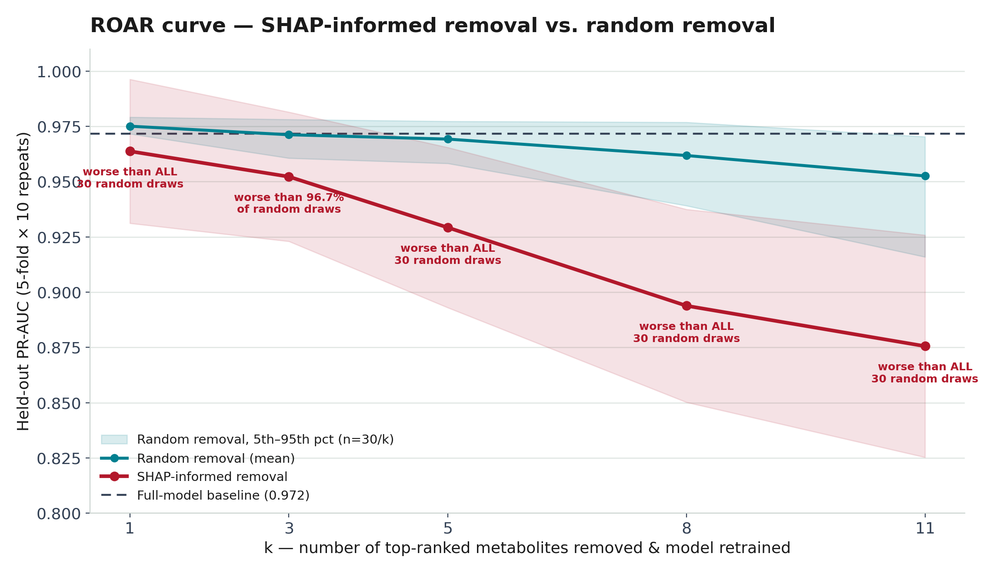 ROAR curve — SHAP-informed removal vs. random removal
Held-out PR-AUC (5-fold × 10 repeats)
1.000
0.975
0.950
0.925
0.900
0.875
0.850
0.825
0.800
worse than ALL
30 random draws
worse than 96.7%
of random draws
worse than ALL
30 random draws
worse than ALL
30 random draws
worse than ALL
30 random draws
Random removal, 5th–95th pct (n=30/k)
Random removal (mean)
SHAP-informed removal
Full-model baseline (0.972)
1 3 5 8 11
k — number of top-ranked metabolites removed & model retrained